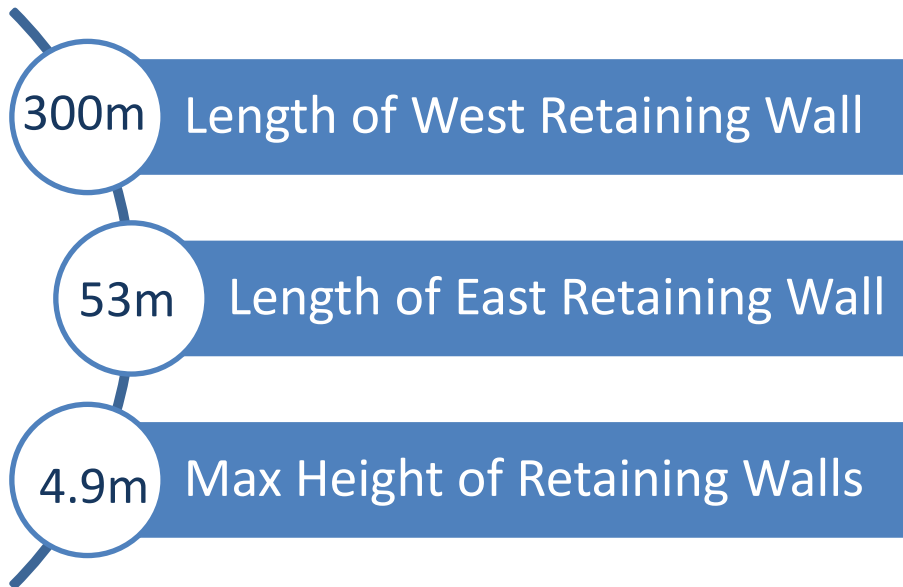 300m Length of West Retaining Wall
53m Length of East Retaining Wall
4.9m Max Height of Retaining Walls